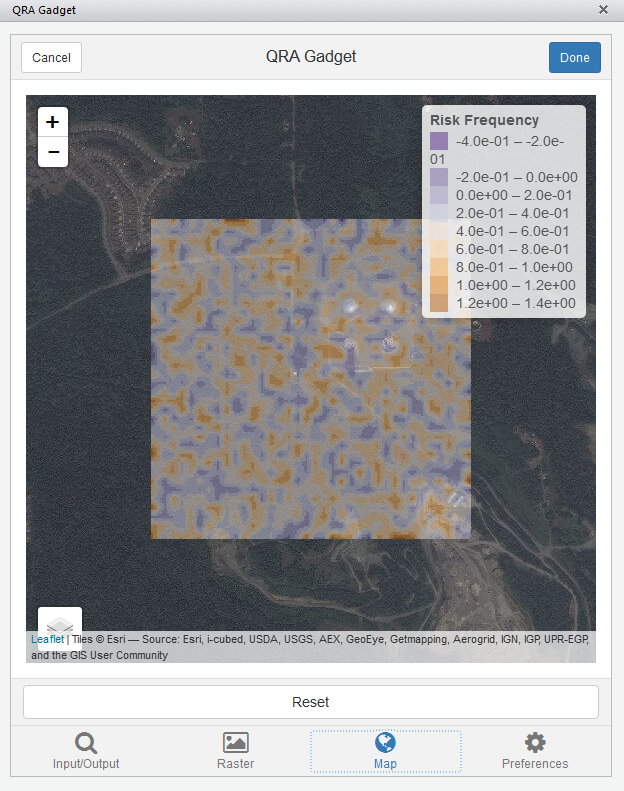 QRA Gadget
Cancel
QRA Gadget
Done
+
−
Risk Frequency
-4.0e-01 – -2.0e-
01
-2.0e-01 – 0.0e+00
0.0e+00 – 2.0e-01
2.0e-01 – 4.0e-01
4.0e-01 – 6.0e-01
6.0e-01 – 8.0e-01
8.0e-01 – 1.0e+00
1.0e+00 – 1.2e+00
1.2e+00 – 1.4e+00
Leaflet | Tiles © Esri — Source: Esri, i-cubed, USDA, USGS, AEX, GeoEye, Getmapping, Aerogrid, IGN, IGP, UPR-EGP,
and the GIS User Community
Reset
Input/Output
Raster
Map
Preferences